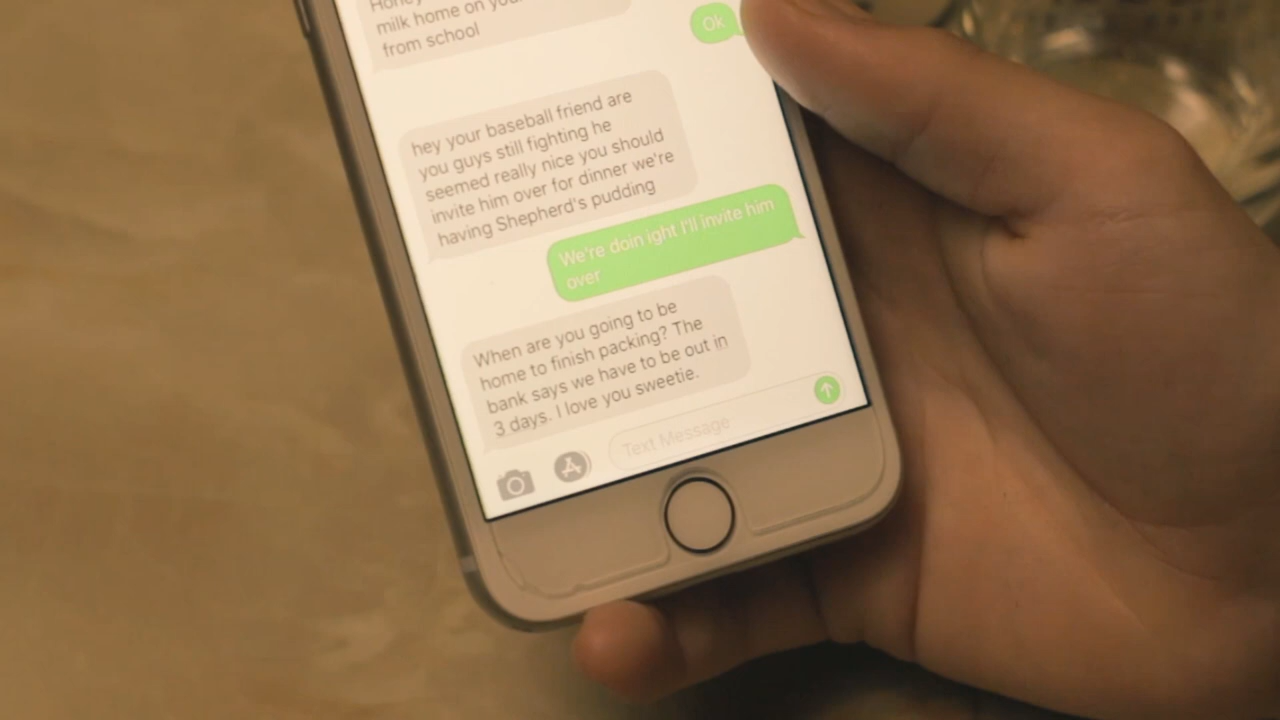 Honey
milk home on your
from school
Ok
hey your baseball friend are
you guys still fighting he
seemed really nice you should
invite him over for dinner we're
having Shepherd's pudding
We're doin ight I'll invite him
over
When are you going to be
home to finish packing? The
bank says we have to be out in
3 days. I love you sweetie.
Text Message